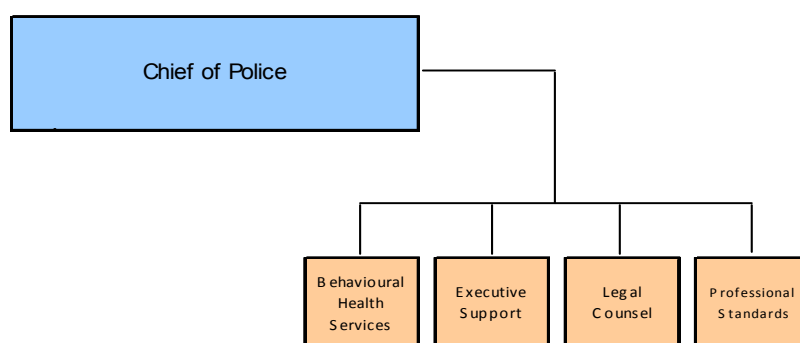 Chief of Police
Behavioural
Health
Services
Executive
Support
Legal
Counsel
Professional
Standards